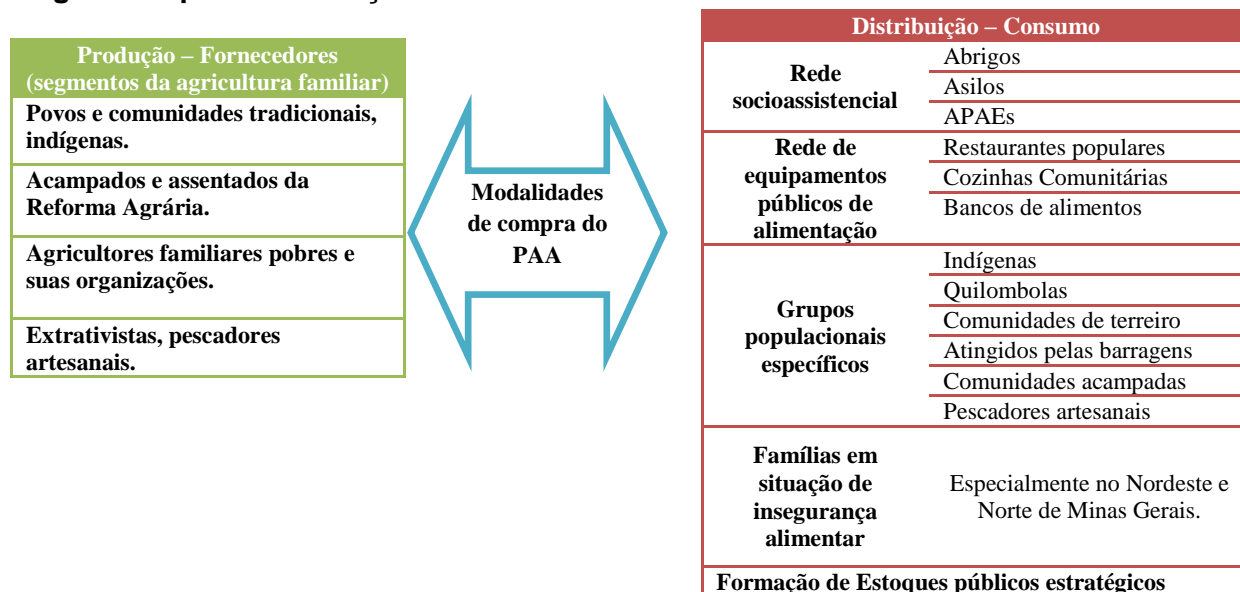 Produção – Fornecedores
(segmentos da agricultura familiar)
Povos e comunidades tradicionais,
indígenas.
Acampados e assentados da
Reforma Agrária.
Agricultores familiares pobres e
suas organizações.
Extrativistas, pescadores
artesanais.
Modalidades
de compra do
PAA
Distribuição – Consumo
Rede
socioassistencial
Abrigos
Asilos
APAEs
Rede de
equipamentos
públicos de
alimentação
Restaurantes populares
Cozinhas Comunitárias
Bancos de alimentos
Grupos
populacionais
específicos
Indígenas
Quilombolas
Comunidades de terreiro
Atingidos pelas barragens
Comunidades acampadas
Pescadores artesanais
Famílias em
situação de
insegurança
alimentar
Especialmente no Nordeste e
Norte de Minas Gerais.
Formação de Estoques públicos estratégicos